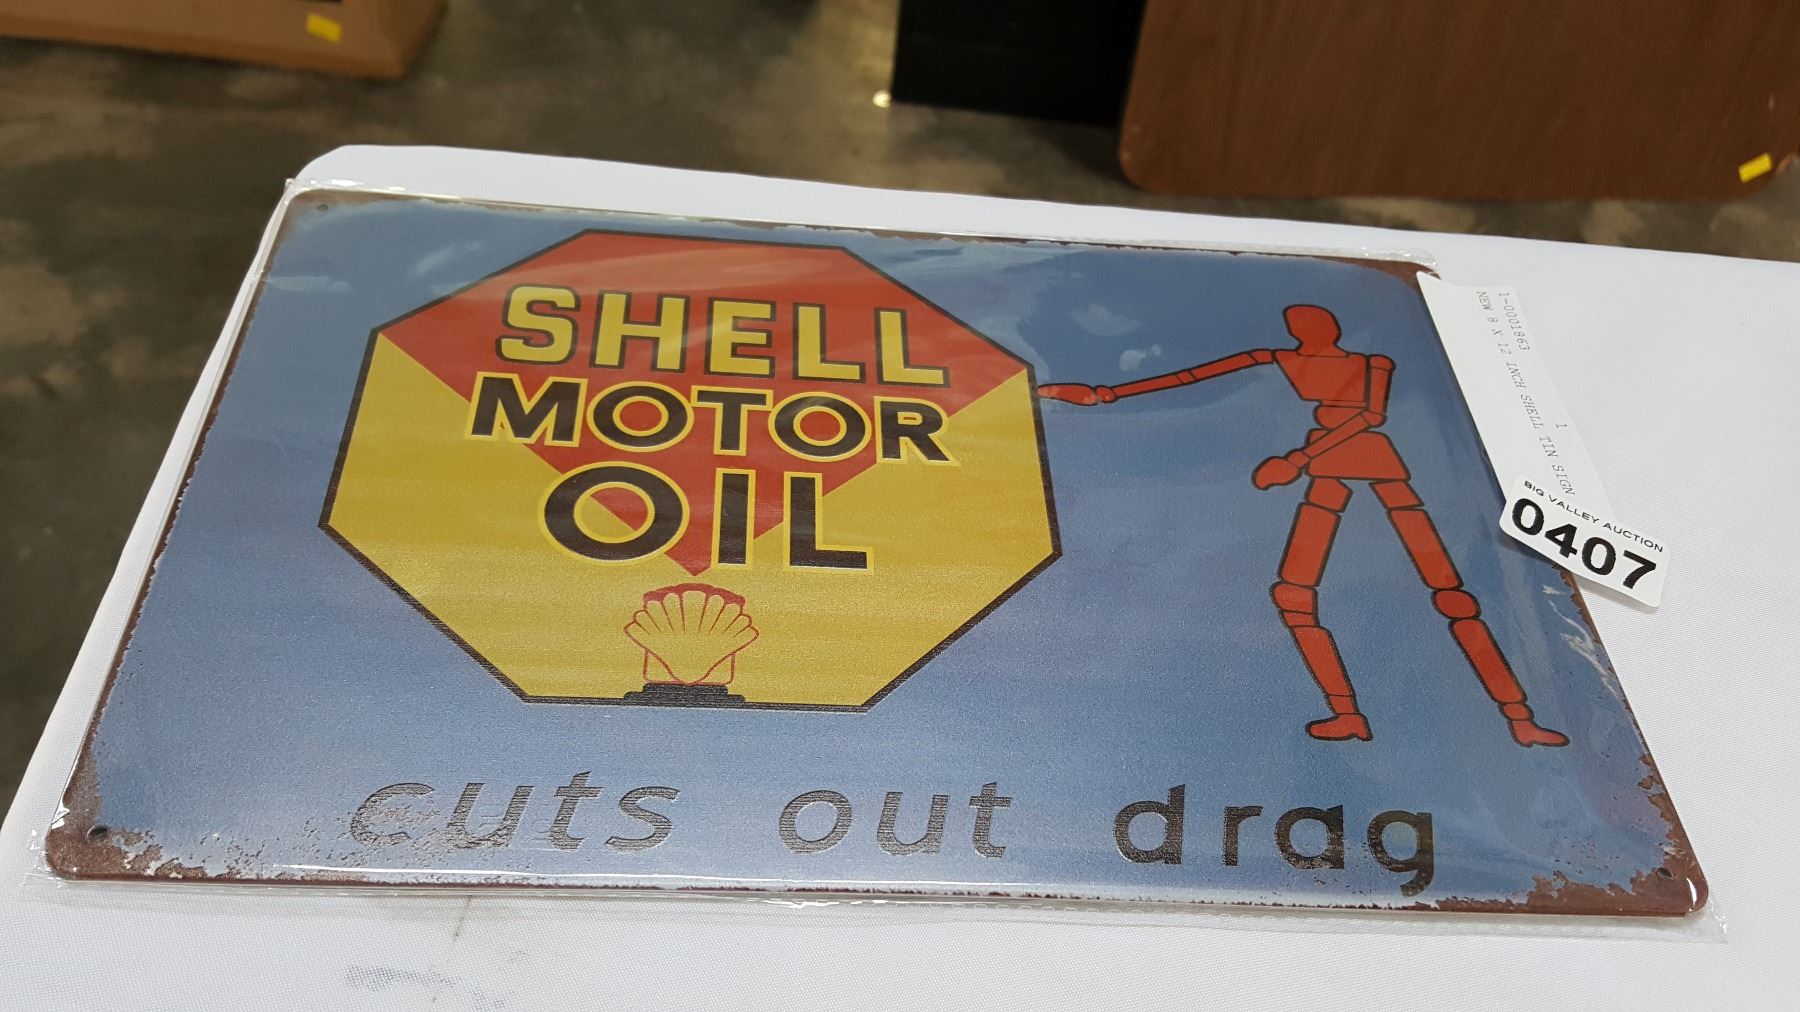 SHELL
MOTOR
OIL
cuts out drag
1-0001863 1
NEW 8 X 12 INCH SHELL TIN SIGN
BIG VALLEY AUCTION
0407